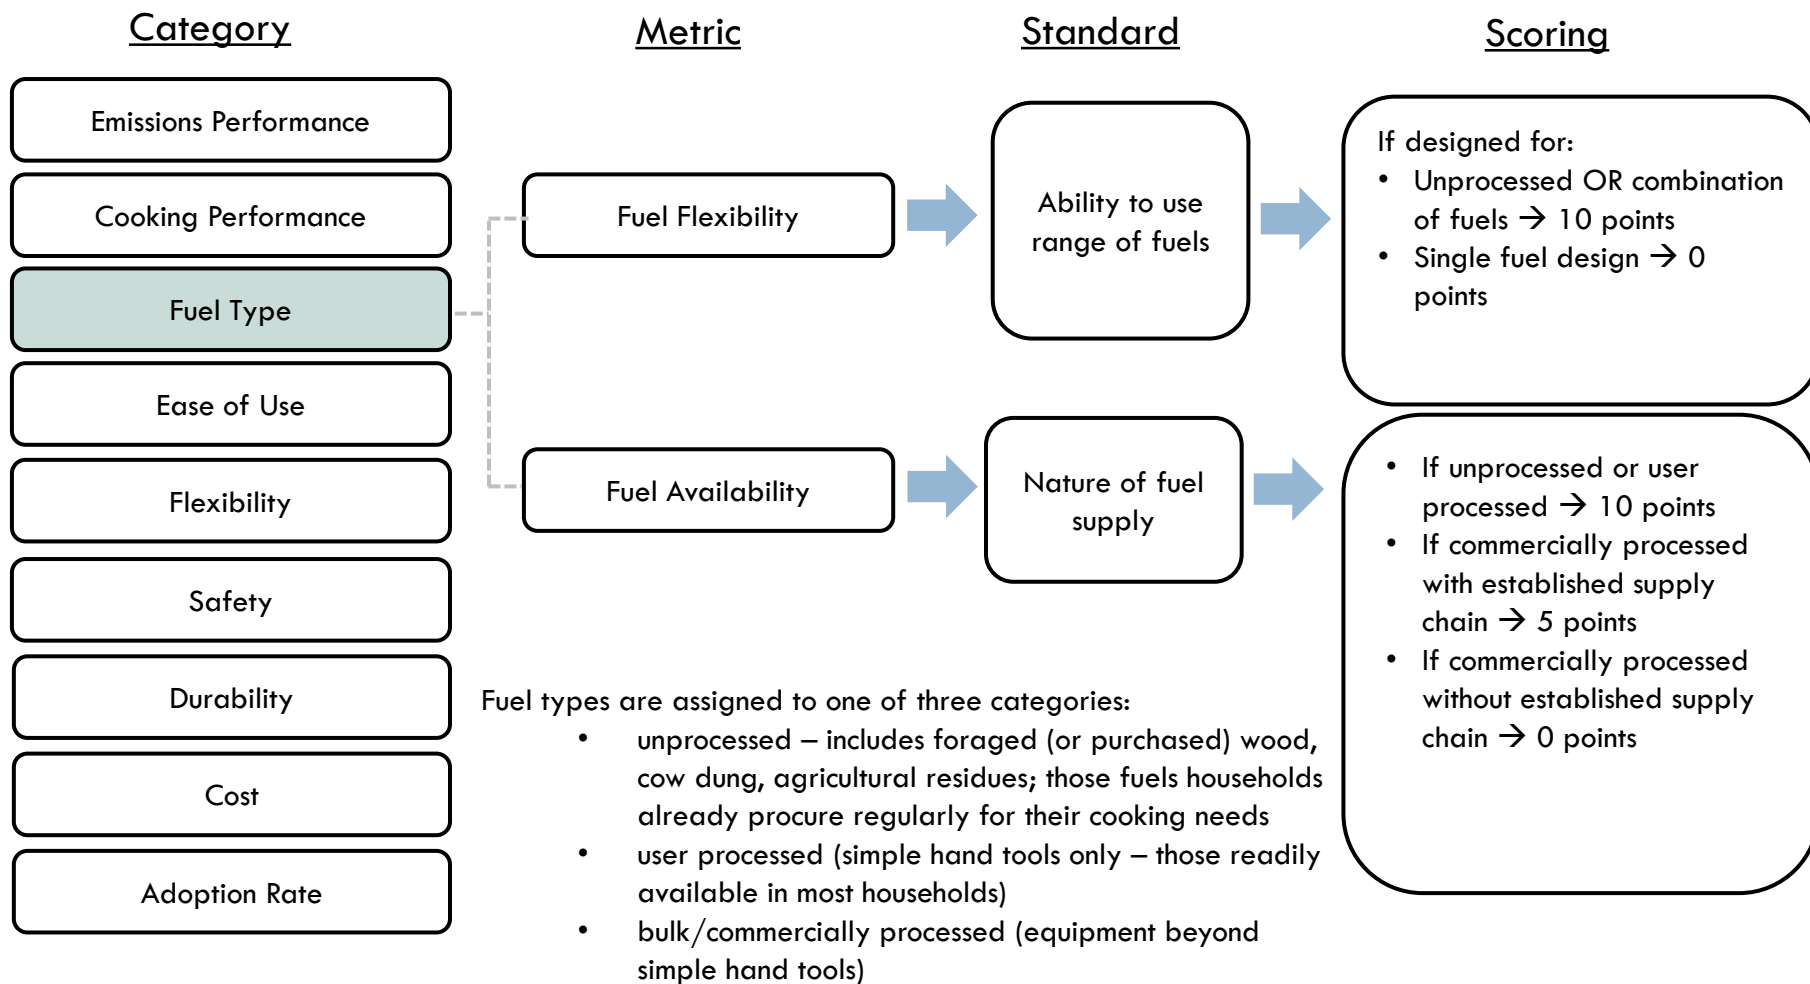 Category
Metric
Standard
Scoring
Emissions Performance
Cooking Performance
Fuel Type
Ease of Use
Flexibility
Safety
Durability
Cost
Adoption Rate
Fuel Flexibility
Ability to use
range of fuels
If designed for:
• Unprocessed OR combination
of fuels → 10 points
• Single fuel design → 0
points
Fuel Availability
Nature of fuel
supply
• If unprocessed or user
processed → 10 points
• If commercially processed
with established supply
chain → 5 points
• If commercially processed
without established supply
chain → 0 points
Fuel types are assigned to one of three categories:
• unprocessed – includes foraged (or purchased) wood,
cow dung, agricultural residues; those fuels households
already procure regularly for their cooking needs
• user processed (simple hand tools only – those readily
available in most households)
• bulk/commercially processed (equipment beyond
simple hand tools)